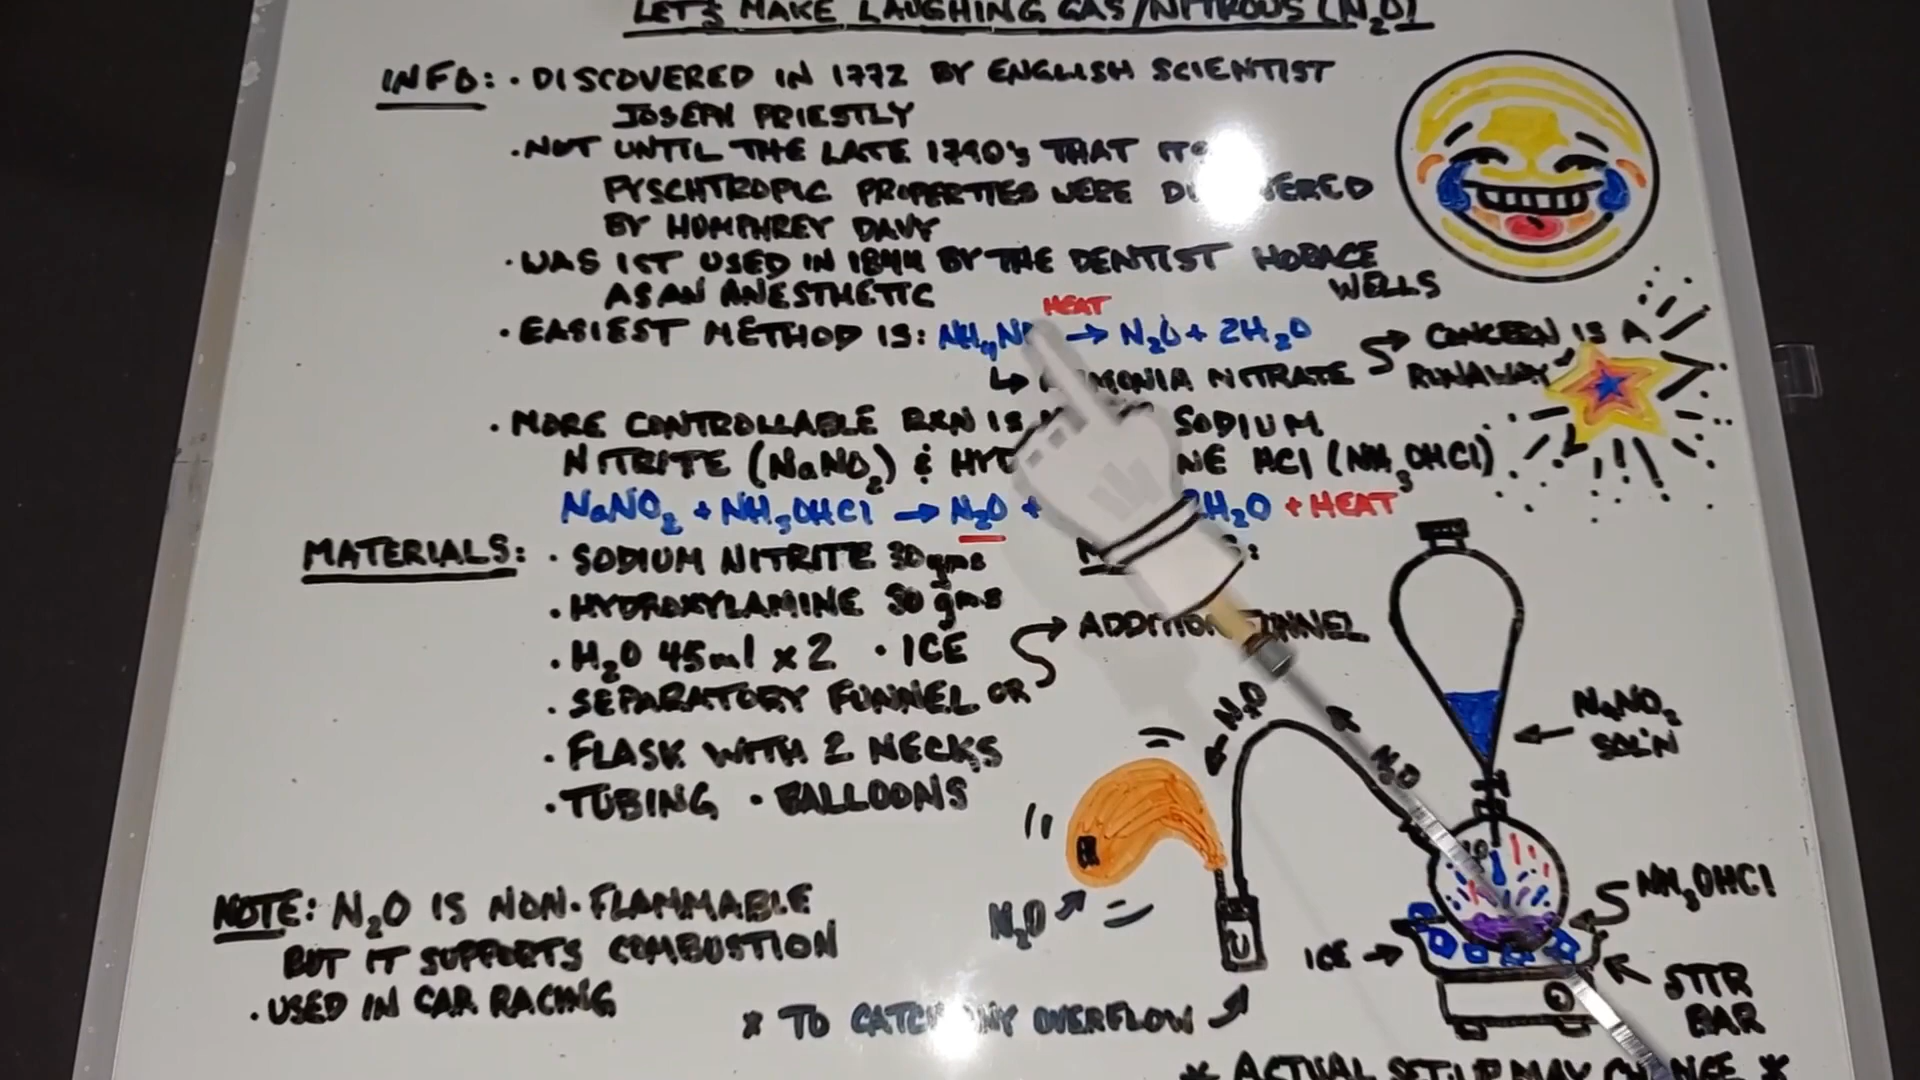 LET'S MAKE LAUGHING GAS/NITROUS (N2O)
INFO: · DISCOVERED IN 1772 BY ENGLISH SCIENTIST
JOSEPH PRIESTLY
· NOT UNTIL THE LATE 1790's THAT
PYSCHTROPIC PROPERTIES WERE
BY HUMPHREY DAVY
· WAS 1ST USED IN 1844 BY THE DENTIST HORACE
WELLS
AS AN ANESTHETIC
HEAT
· EASIEST METHOD IS: → N2O + 2H2O
↳ NITRATE
CONCERN IS A
RUNAWAY
· MORE CONTROLLABLE RXN IS SODIUM
NITRITE (NaNO2) & HCl (NH3OHCl)
NaNO2 + NH3OHCl → N2O + 2H2O + HEAT
MATERIALS: · SODIUM NITRITE 30 gms
· HYDROXYLAMINE 30 gms
· H2O 45ml x 2 · ICE
· SEPARATORY FUNNEL OR
→ ADDITION FUNNEL
· FLASK WITH 2 NECKS
· TUBING · BALLOONS
NOTE: N2O IS NON-FLAMMABLE
BUT IT SUPPORTS COMBUSTION
· USED IN CAR RACING
NaNO2
SOL'N
N2O
N2O
N2O
NH3OHCl
ICE →
STIR
BAR
* TO CATCH ANY OVERFLOW
* ACTUAL SETUP MAY CHANGE *